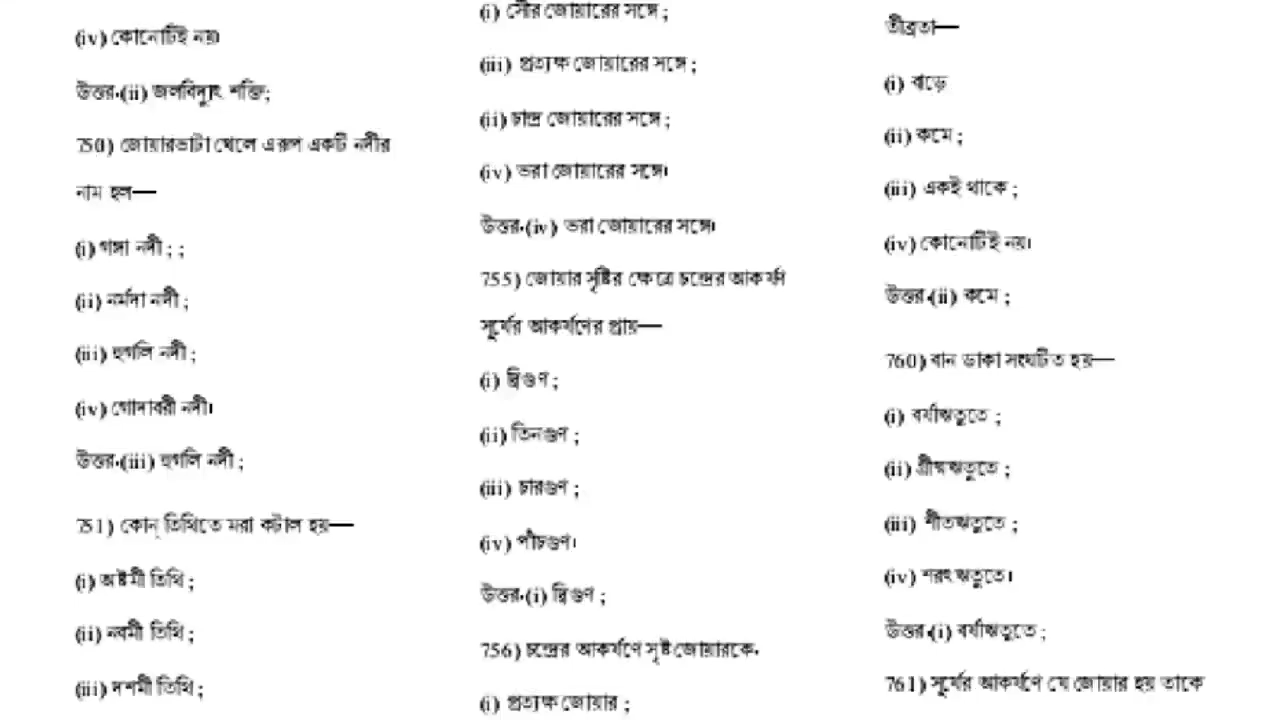 (iv) কোনোটিই নয়।
উত্তর-(ii) জলবিদ্যুৎ শক্তি;
750) জোয়ারভাটা খেলে এরূপ একটি নদীর
নাম হল—
(i) গঙ্গা নদী ; ;
(ii) নর্মদা নদী ;
(iii) হুগলি নদী ;
(iv) গোদাবরী নদী।
উত্তর-(iii) হুগলি নদী ;
751) কোন্ তিথিতে মরা কটাল হয়—
(i) অষ্টমী তিথি ;
(ii) নবমী তিথি ;
(iii) দশমী তিথি ;
(i) সৌর জোয়ারের সঙ্গে ;
(iii) প্রত্যক্ষ জোয়ারের সঙ্গে ;
(ii) চান্দ্র জোয়ারের সঙ্গে ;
(iv) ভরা জোয়ারের সঙ্গে।
উত্তর-(iv) ভরা জোয়ারের সঙ্গে।
755) জোয়ার সৃষ্টির ক্ষেত্রে চন্দ্রের আকর্ষণ
সূর্যের আকর্ষণের প্রায়—
(i) দ্বিগুণ ;
(ii) তিনগুণ ;
(iii) চারগুণ ;
(iv) পাঁচগুণ।
উত্তর-(i) দ্বিগুণ ;
756) চন্দ্রের আকর্ষণে সৃষ্ট জোয়ারকে-
(i) প্রত্যক্ষ জোয়ার ;
তীব্রতা—
(i) বাড়ে
(ii) কমে ;
(iii) একই থাকে ;
(iv) কোনোটিই নয়।
উত্তর-(ii) কমে ;
760) বান ডাকা সংঘটিত হয়—
(i) বর্ষাঋতুতে ;
(ii) গ্রীষ্মঋতুতে ;
(iii) শীতঋতুতে ;
(iv) শরৎঋতুতে।
উত্তর-(i) বর্ষাঋতুতে ;
761) সূর্যের আকর্ষণে যে জোয়ার হয় তাকে